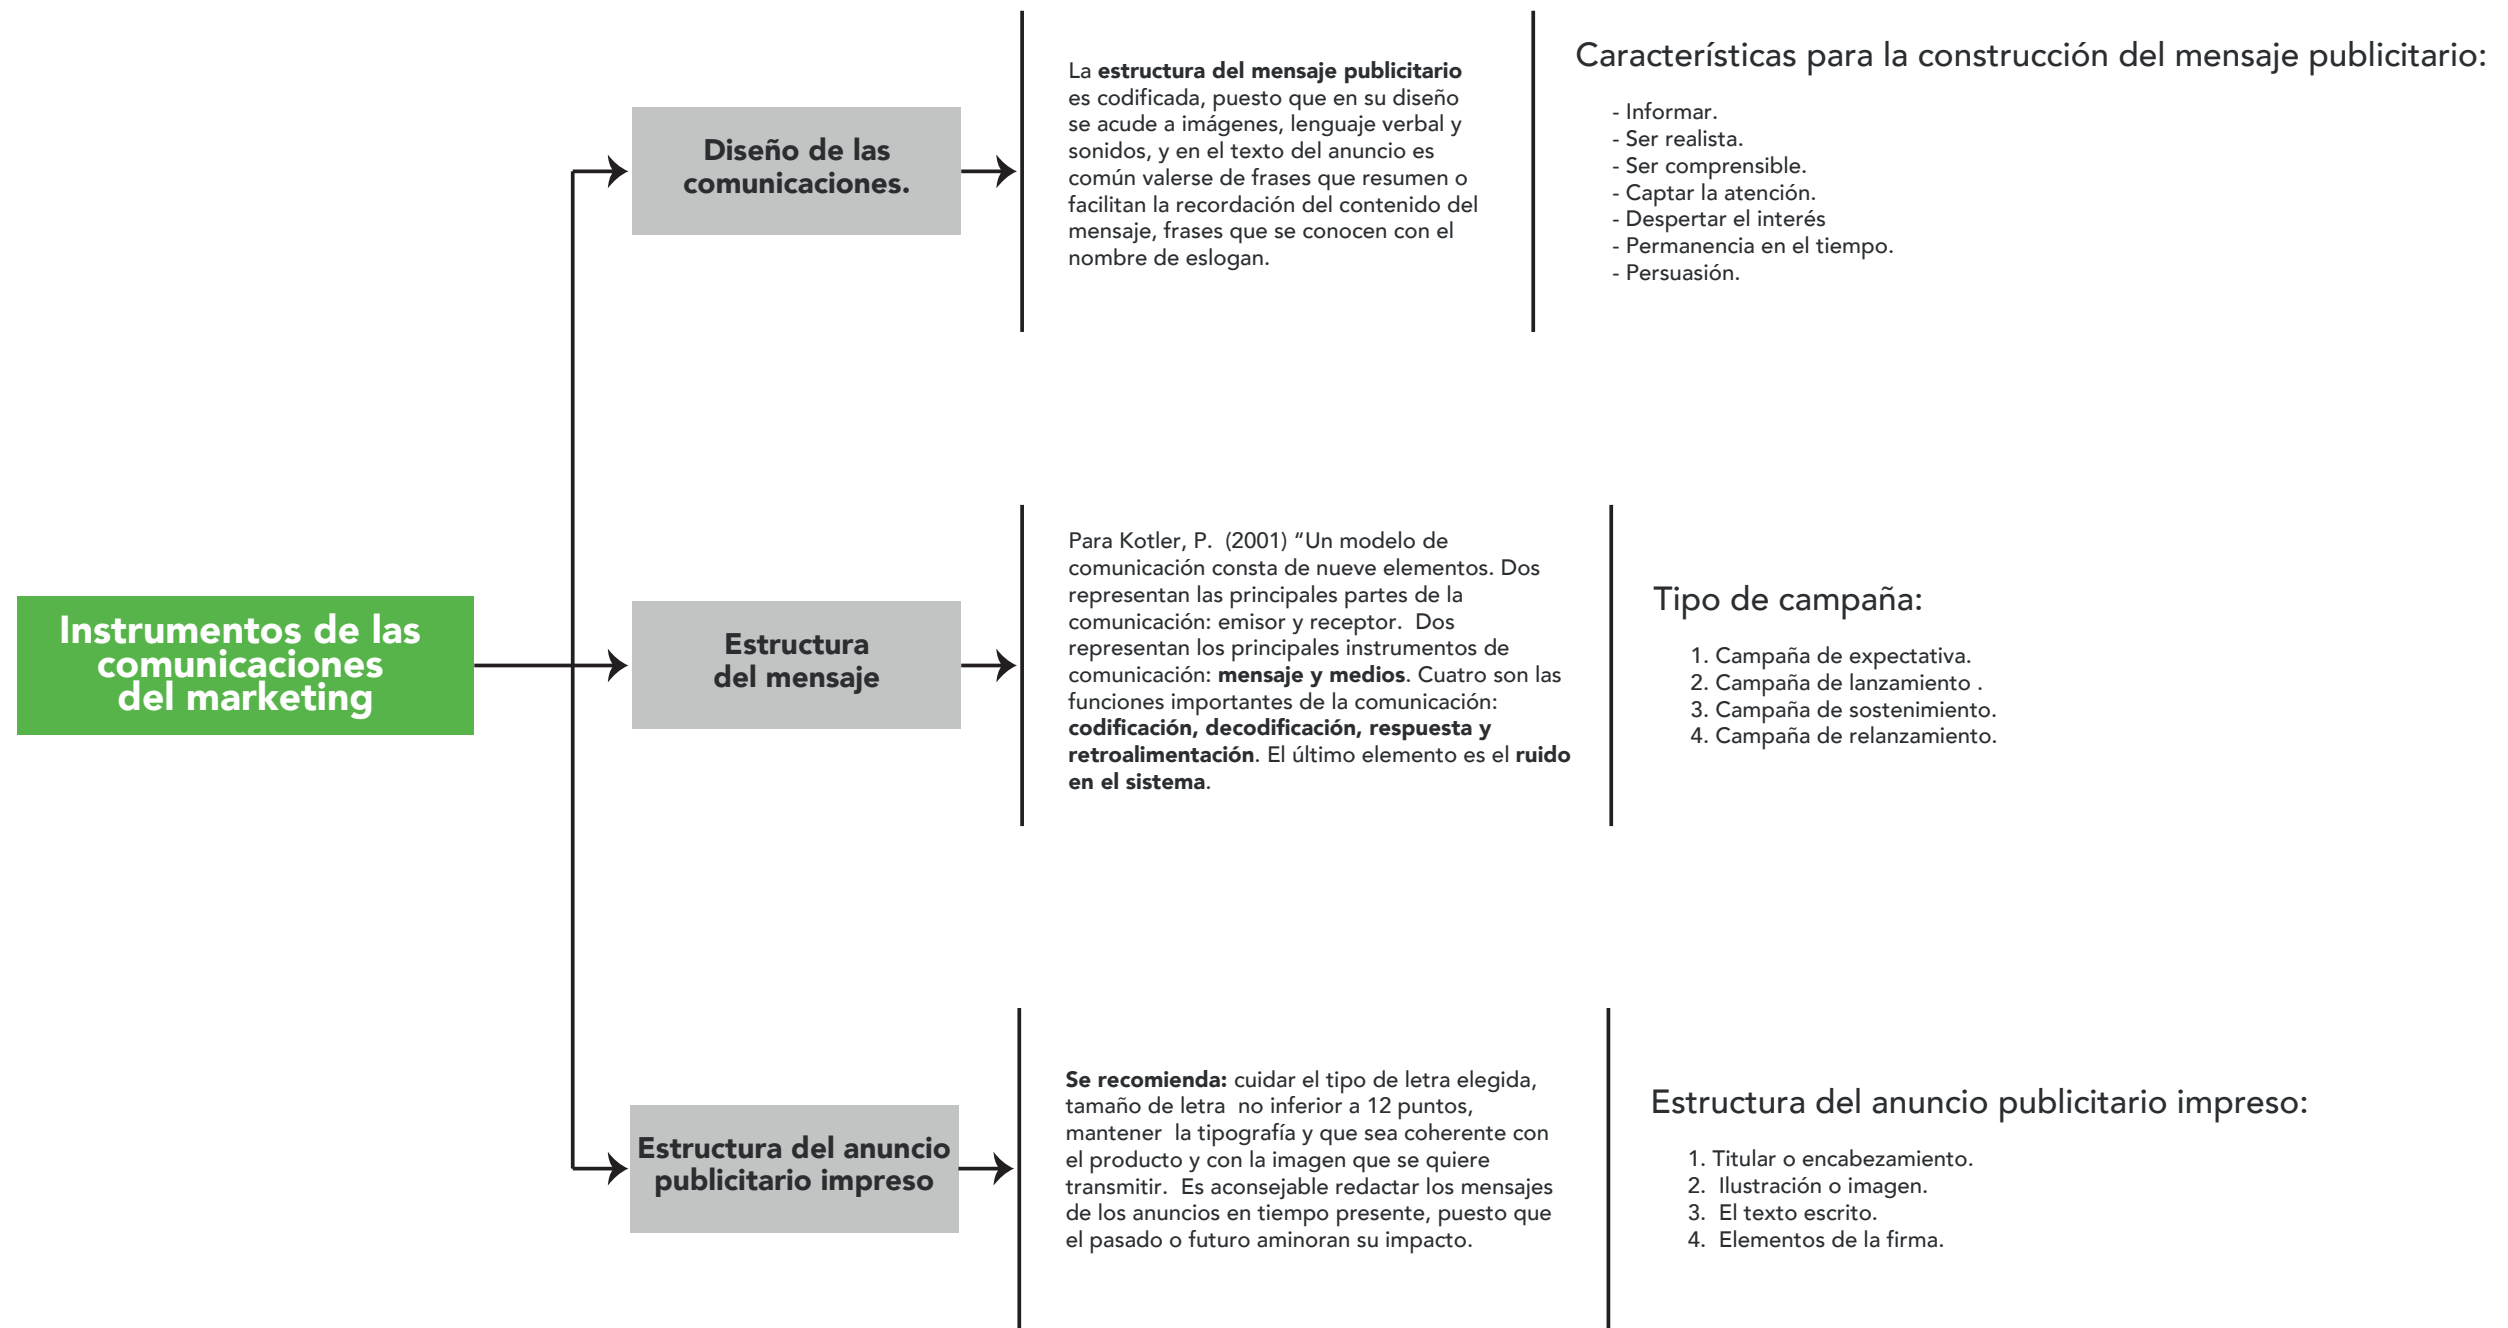 Instrumentos de las
comunicaciones
del marketing
Diseño de las
comunicaciones.
La estructura del mensaje publicitario
es codificada, puesto que en su diseño
se acude a imágenes, lenguaje verbal y
sonidos, y en el texto del anuncio es
común valerse de frases que resumen o
facilitan la recordación del contenido del
mensaje, frases que se conocen con el
nombre de eslogan.
Características para la construcción del mensaje publicitario:
- Informar.
- Ser realista.
- Ser comprensible.
- Captar la atención.
- Despertar el interés
- Permanencia en el tiempo.
- Persuasión.
Estructura
del mensaje
Para Kotler, P.  (2001) “Un modelo de
comunicación consta de nueve elementos. Dos
representan las principales partes de la
comunicación: emisor y receptor.  Dos
representan los principales instrumentos de
comunicación: mensaje y medios. Cuatro son las
funciones importantes de la comunicación:
codificación, decodificación, respuesta y
retroalimentación. El último elemento es el ruido
en el sistema.
Tipo de campaña:
1. Campaña de expectativa.
2. Campaña de lanzamiento .
3. Campaña de sostenimiento.
4. Campaña de relanzamiento.
Estructura del anuncio
publicitario impreso
Se recomienda: cuidar el tipo de letra elegida,
tamaño de letra  no inferior a 12 puntos,
mantener  la tipografía y que sea coherente con
el producto y con la imagen que se quiere
transmitir.  Es aconsejable redactar los mensajes
de los anuncios en tiempo presente, puesto que
el pasado o futuro aminoran su impacto.
Estructura del anuncio publicitario impreso:
1. Titular o encabezamiento.
2.  Ilustración o imagen.
3.  El texto escrito.
4.  Elementos de la firma.